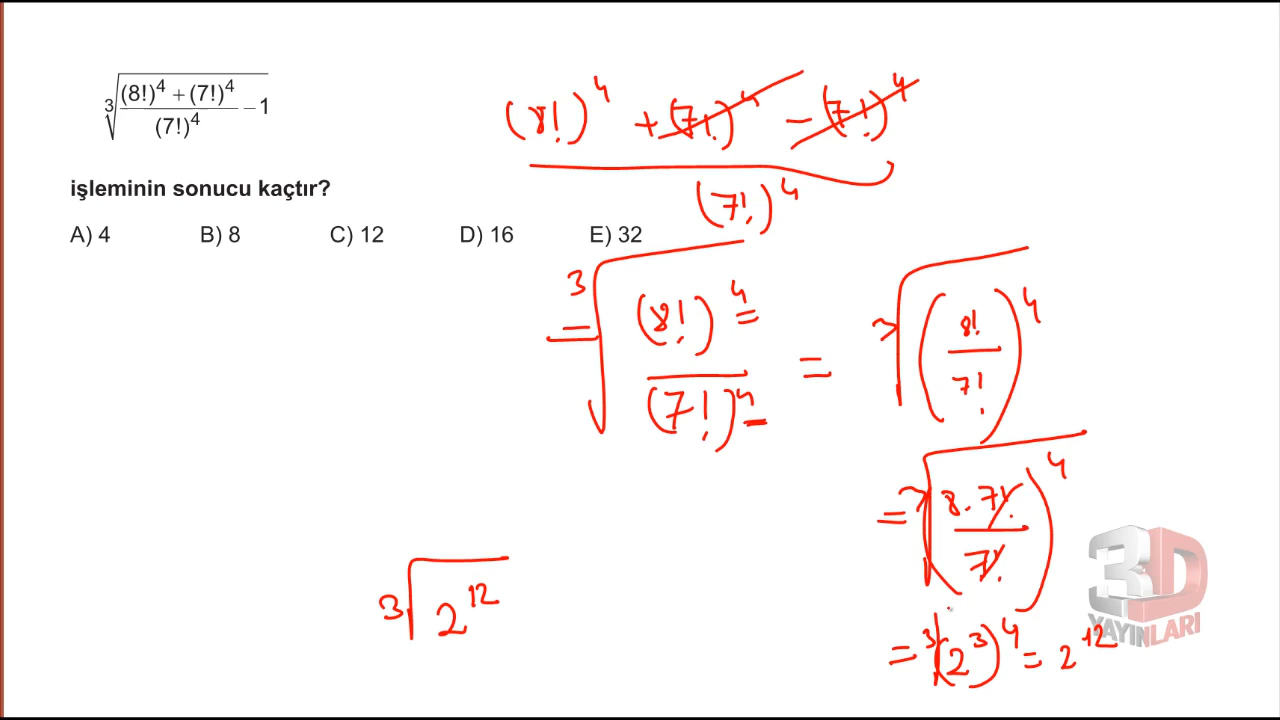 ∛(((8!)⁴ + (7!)⁴)/(7!)⁴ − 1)
işleminin sonucu kaçtır?
A) 4 B) 8 C) 12 D) 16 E) 32
((8!)⁴ + (7!)⁴ − (7!)⁴)/(7!)⁴
= ∛((8!)⁴/(7!)⁴) = ∛((8!/7!)⁴)
= ∛((8.7!/7!)⁴)
= ³(2³)⁴ = 2¹²
∛(2¹²)
3D
YAYINLARI